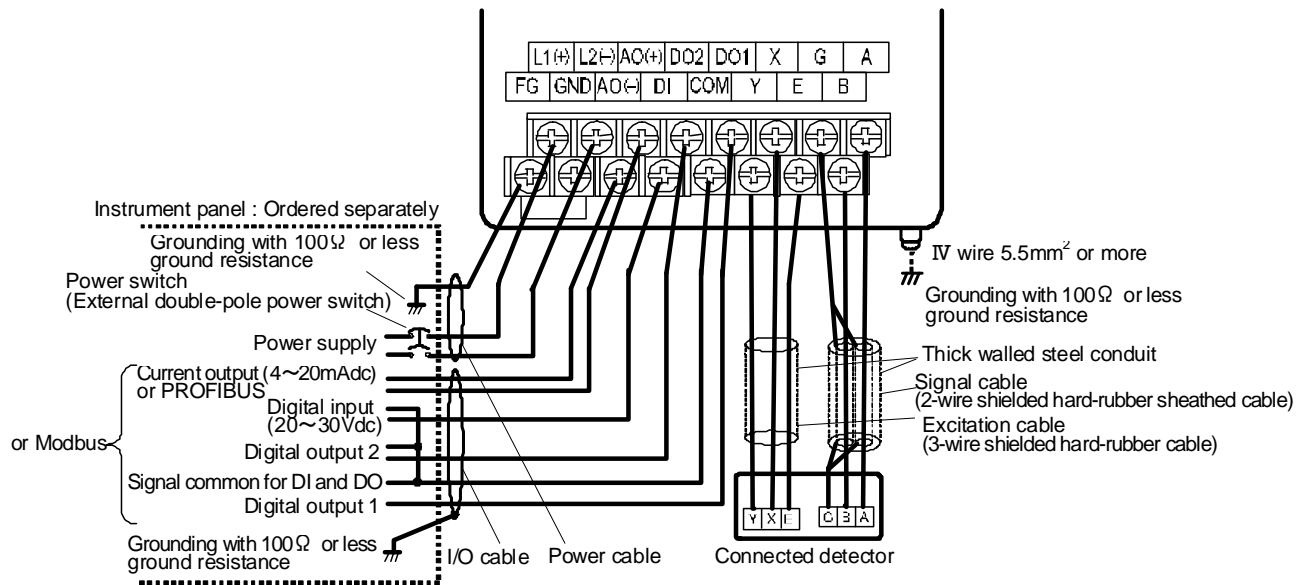 L1(+) L2(-) AO(+) DO2 DO1 X G A
FG GND AO(-) DI COM Y E B
Instrument panel : Ordered separately
Grounding with 100Ω or less
ground resistance
Power switch
(External double-pole power switch)
Power supply
Current output (4~20mAdc)
or PROFIBUS
Digital input
(20~30Vdc)
or Modbus
Digital output 2
Signal common for DI and DO
Digital output 1
Grounding with 100Ω or less
ground resistance
I/O cable
Power cable
IV wire 5.5mm² or more
Grounding with 100Ω or less
ground resistance
Thick walled steel conduit
Signal cable
(2-wire shielded hard-rubber sheathed cable)
Excitation cable
(3-wire shielded hard-rubber cable)
Y X E
G B A
Connected detector